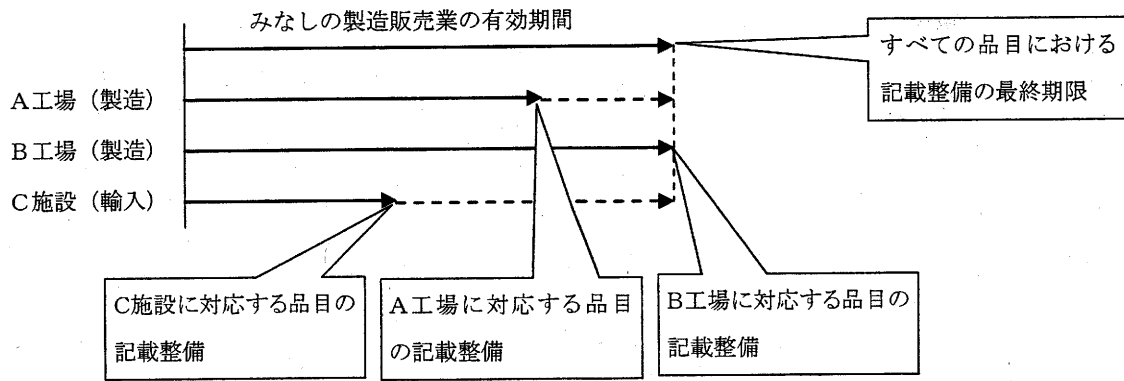 みなしの製造販売業の有効期間
すべての品目における
記載整備の最終期限
A工場（製造）
B工場（製造）
C施設（輸入）
C施設に対応する品目の
記載整備
A工場に対応する品目
の記載整備
B工場に対応する品目の
記載整備